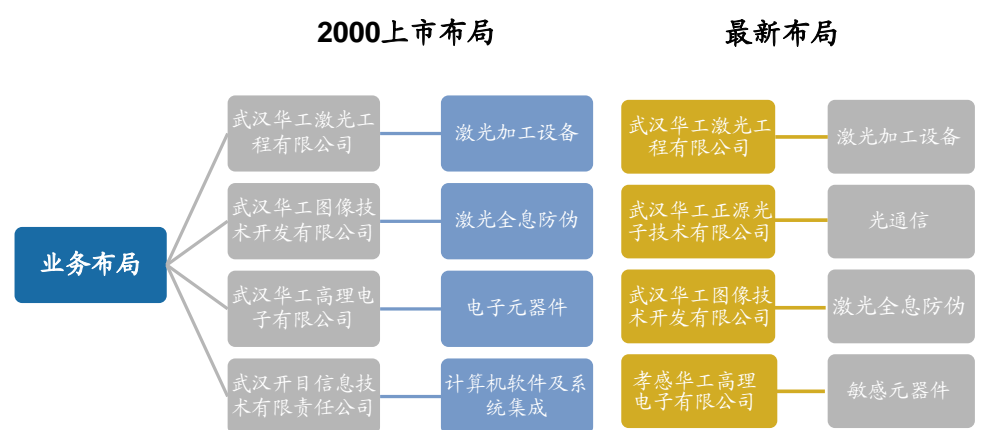 2000上市布局
最新布局
业务布局
武汉华工激光工
程有限公司
激光加工设备
武汉华工图像技
术开发有限公司
激光全息防伪
武汉华工高理电
子有限公司
电子元器件
武汉开目信息技
术有限责任公司
计算机软件及系
统集成
武汉华工激光工
程有限公司
激光加工设备
武汉华工正源光
子技术有限公司
光通信
武汉华工图像技
术开发有限公司
激光全息防伪
孝感华工高理
电子有限公司
敏感元器件